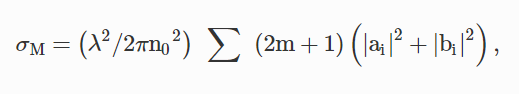 σ_M = (λ²/2πn₀²) ∑ (2m + 1) (|a_i|² + |b_i|²),